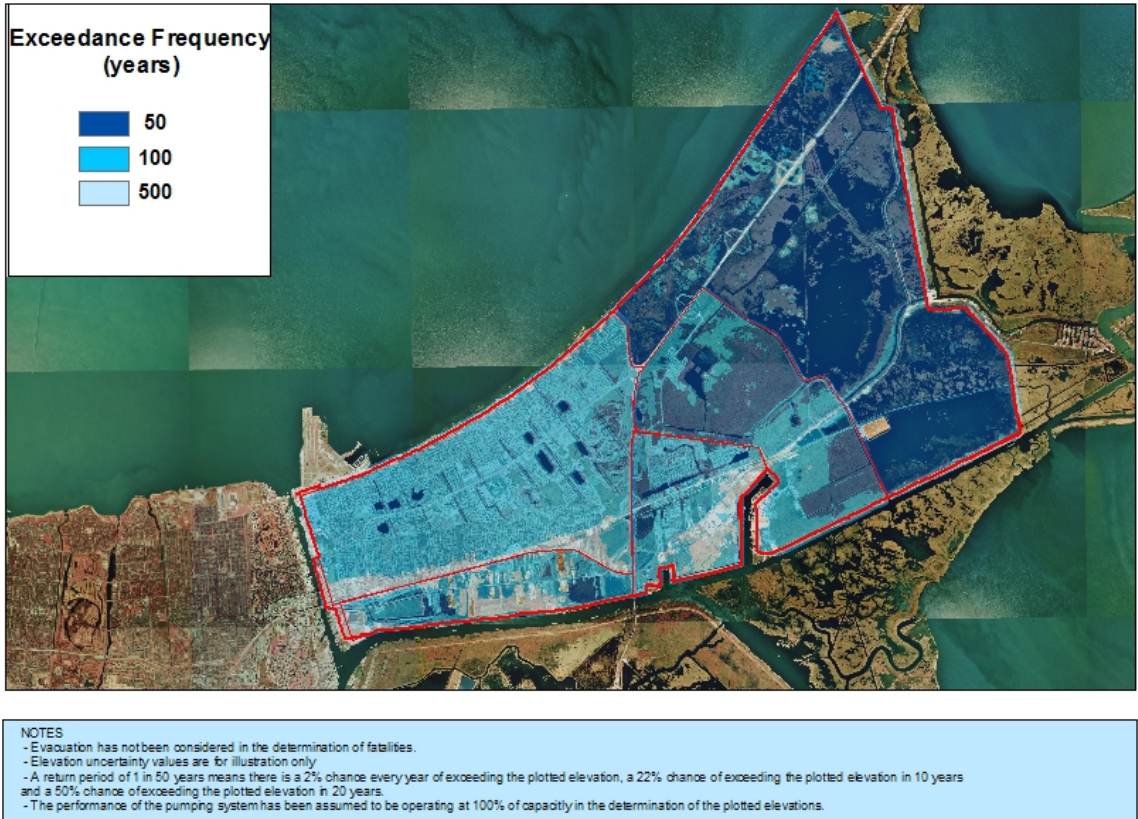 Exceedance Frequency
(years)
50
100
500
NOTES
- Evacuation has not been considered in the determination of fatalities.
- Elevation uncertainty values are for illustration only
- A return period of 1 in 50 years means there is a 2% chance every year of exceeding the plotted elevation, a 22% chance of exceeding the plotted elevation in 10 years
and a 50% chance of exceeding the plotted elevation in 20 years.
- The performance of the pumping system has been assumed to be operating at 100% of capacitly in the determination of the plotted elevations.